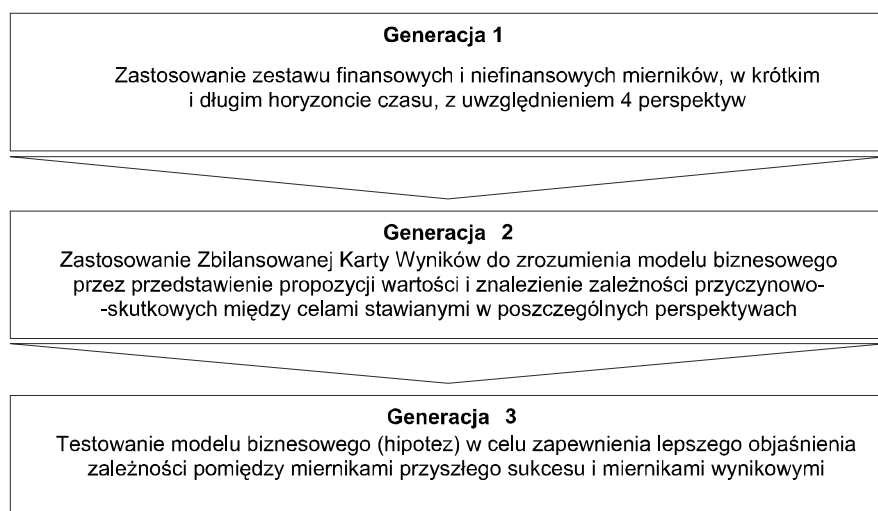 Generacja 1
Zastosowanie zestawu finansowych i niefinansowych mierników, w krótkim
i długim horyzoncie czasu, z uwzględnieniem 4 perspektyw
Generacja 2
Zastosowanie Zbilansowanej Karty Wyników do zrozumienia modelu biznesowego
przez przedstawienie propozycji wartości i znalezienie zależności przyczynowo-
-skutkowych między celami stawianymi w poszczególnych perspektywach
Generacja 3
Testowanie modelu biznesowego (hipotez) w celu zapewnienia lepszego objaśnienia
zależności pomiędzy miernikami przyszłego sukcesu i miernikami wynikowymi